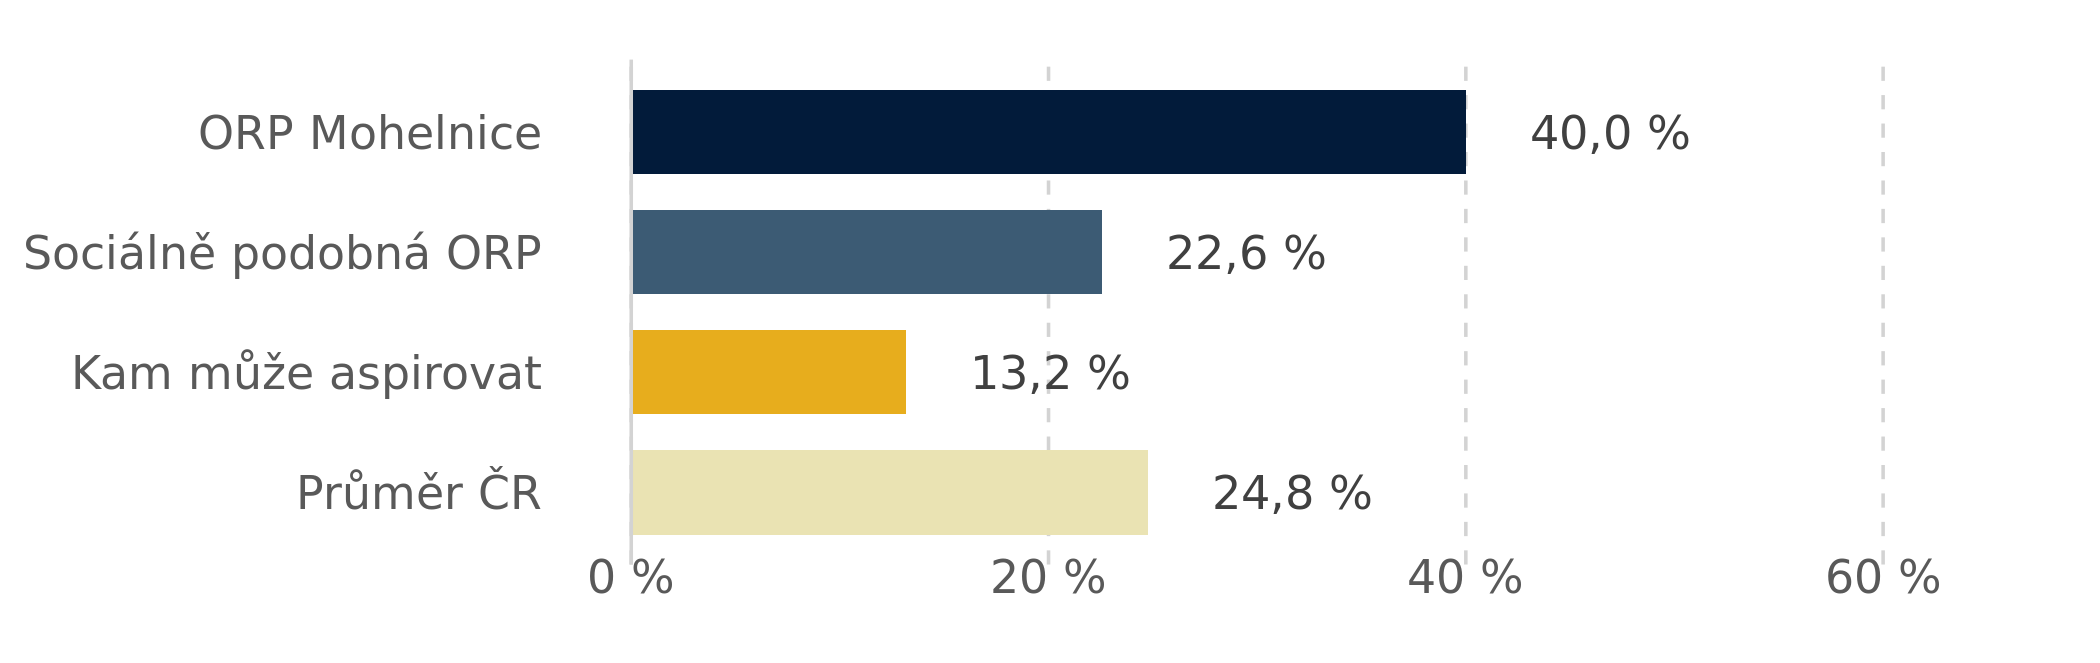 ORP Mohelnice 40,0 %
Sociálně podobná ORP 22,6 %
Kam může aspirovat 13,2 %
Průměr ČR 24,8 %
0 % 20 % 40 % 60 %